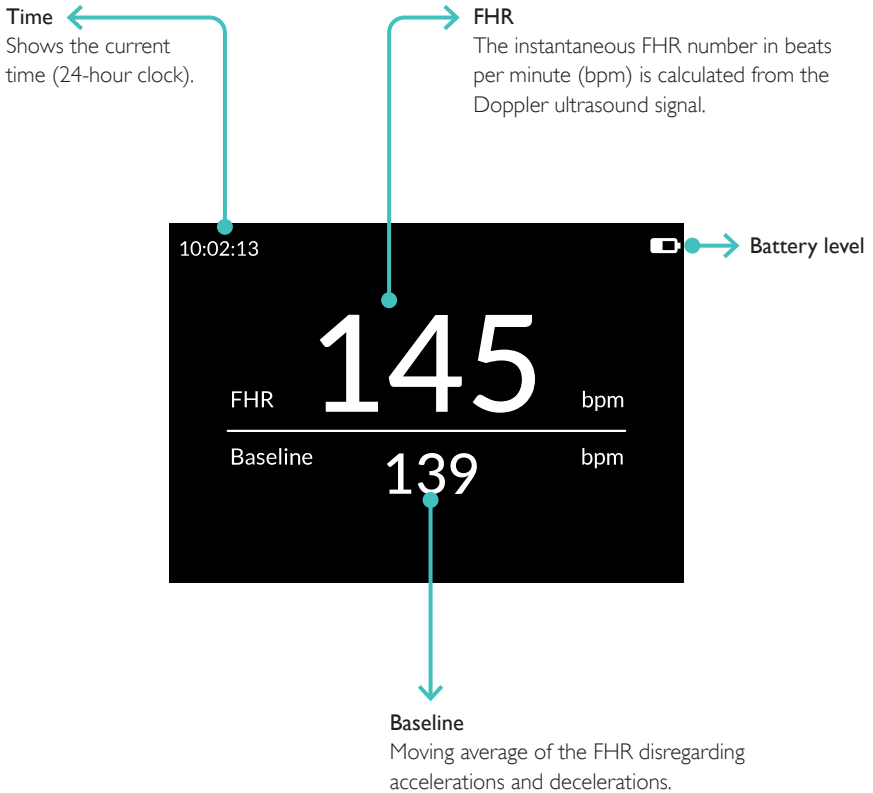 Time
Shows the current
time (24-hour clock).
FHR
The instantaneous FHR number in beats
per minute (bpm) is calculated from the
Doppler ultrasound signal.
10:02:13
Battery level
FHR 145 bpm
Baseline 139 bpm
Baseline
Moving average of the FHR disregarding
accelerations and decelerations.